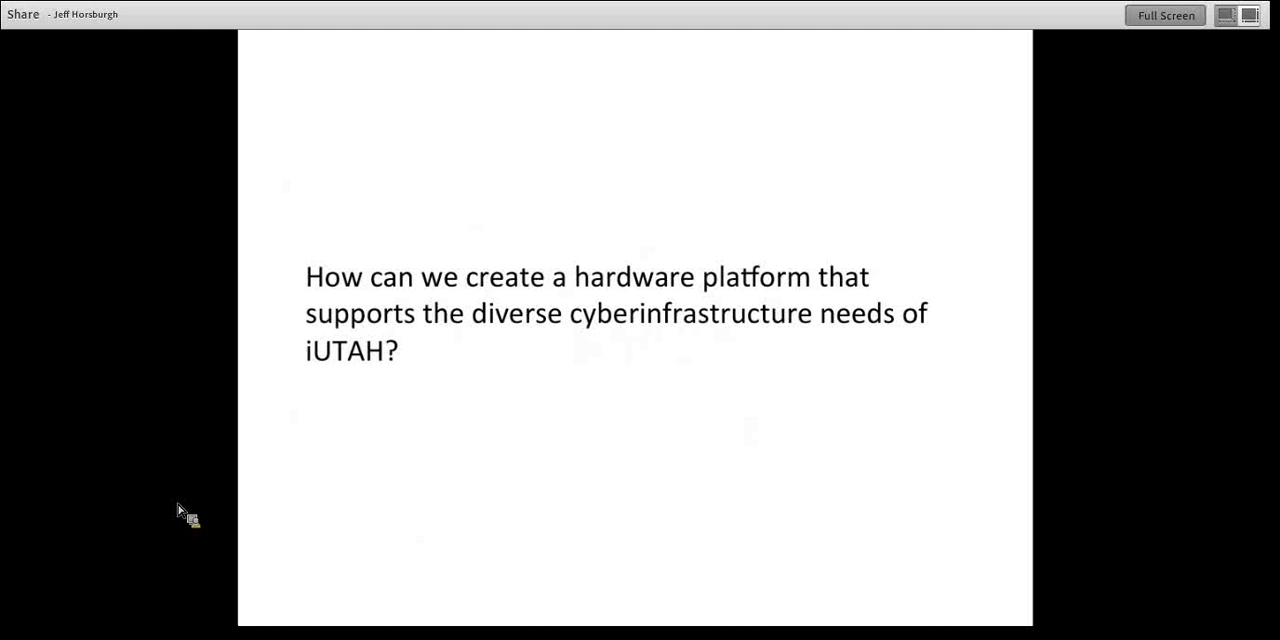 Share - Jeff Horsburgh
Full Screen
How can we create a hardware platform that
supports the diverse cyberinfrastructure needs of
iUTAH?